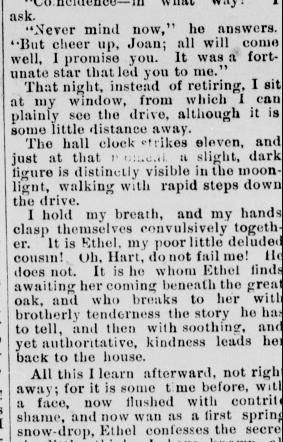 "Coincidence—in what way?" I
ask.
"Never mind now," he answers.
"But cheer up, Joan; all will come
well, I promise you. It was a fort-
unate star that led you to me."
That night, instead of retiring, I sit
at my window, from which I can
plainly see the drive, although it is
some little distance away.
The hall clock strikes eleven, and
just at that a slight, dark
figure is distinctly visible in the moon-
light, walking with rapid steps down
the drive.
I hold my breath, and my hands
clasp themselves convulsively togeth-
er. It is Ethel, my poor little deluded
cousin! Oh, Hart, do not fail me! He
does not. It is he whom Ethel finds
awaiting her coming beneath the great
oak, and who breaks to her with
brotherly tenderness the story he has
to tell, and then with soothing, and
yet authoritative, kindness leads her
back to the house.
All this I learn afterward, not righ
away; for it is some time before, with
a face, now flushed with contrite
shame, and now wan as a first spring
snow-drop, Ethel confesses the secre